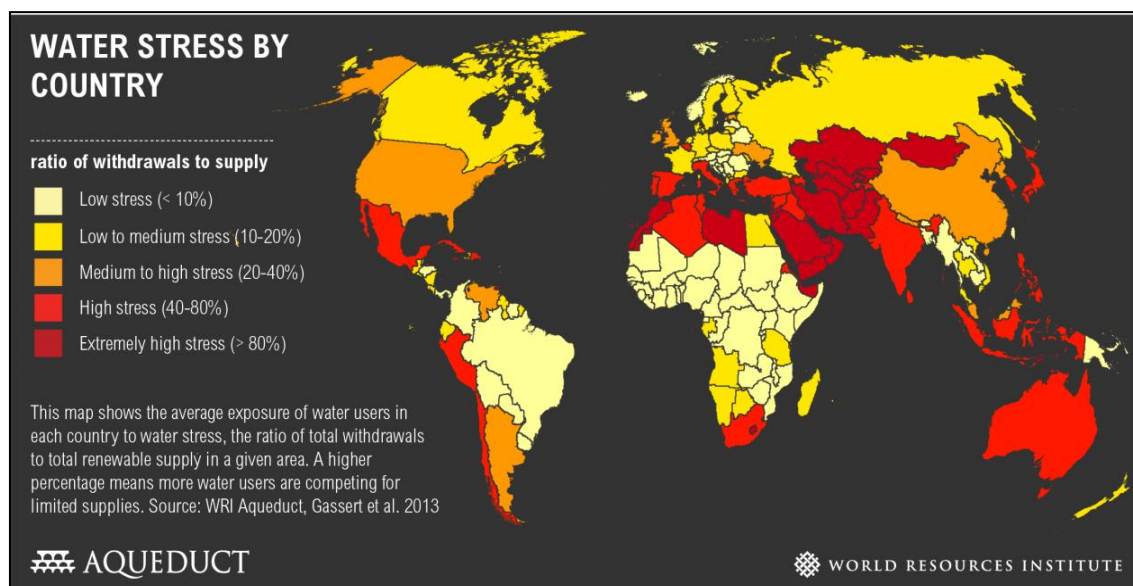 WATER STRESS BY
COUNTRY
ratio of withdrawals to supply
Low stress (< 10%)
Low to medium stress (10-20%)
Medium to high stress (20-40%)
High stress (40-80%)
Extremely high stress (> 80%)
This map shows the average exposure of water users in
each country to water stress, the ratio of total withdrawals
to total renewable supply in a given area. A higher
percentage means more water users are competing for
limited supplies. Source: WRI Aqueduct, Gassert et al. 2013
AQUEDUCT
WORLD RESOURCES INSTITUTE